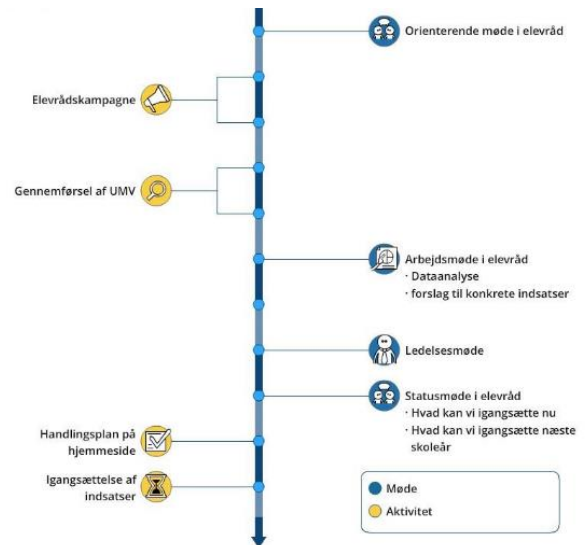 Orienterende møde i elevråd
Elevrådskampagne
Gennemførsel af UMV
Arbejdsmøde i elevråd
· Dataanalyse
· forslag til konkrete indsatser
Ledelsesmøde
Statusmøde i elevråd
· Hvad kan vi igangsætte nu
· Hvad kan vi igangsætte næste
skoleår
Handlingsplan på
hjemmeside
Igangsættelse af
indsatser
Møde
Aktivitet